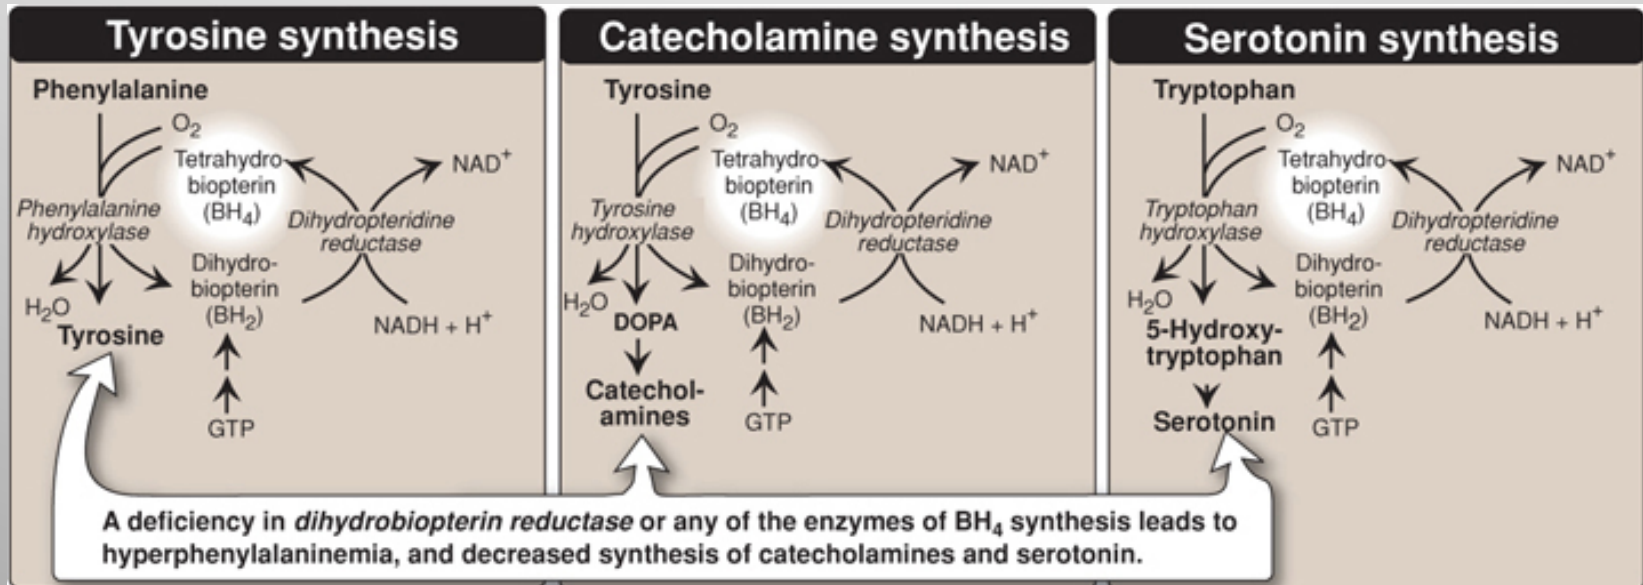 Tyrosine synthesis
Phenylalanine
O2
Tetrahydro-
biopterin
(BH4)
NAD+
Phenylalanine
hydroxylase
Dihydropteridine
reductase
Dihydro-
biopterin
(BH2)
H2O
Tyrosine
NADH + H+
GTP
Catecholamine synthesis
Tyrosine
O2
Tetrahydro-
biopterin
(BH4)
NAD+
Tyrosine
hydroxylase
Dihydropteridine
reductase
Dihydro-
biopterin
(BH2)
H2O
DOPA
NADH + H+
Catechol-
amines
GTP
Serotonin synthesis
Tryptophan
O2
Tetrahydro-
biopterin
(BH4)
NAD+
Tryptophan
hydroxylase
Dihydropteridine
reductase
Dihydro-
biopterin
(BH2)
H2O
5-Hydroxy-
tryptophan
NADH + H+
Serotonin
GTP
A deficiency in dihydrobiopterin reductase or any of the enzymes of BH4 synthesis leads to
hyperphenylalaninemia, and decreased synthesis of catecholamines and serotonin.